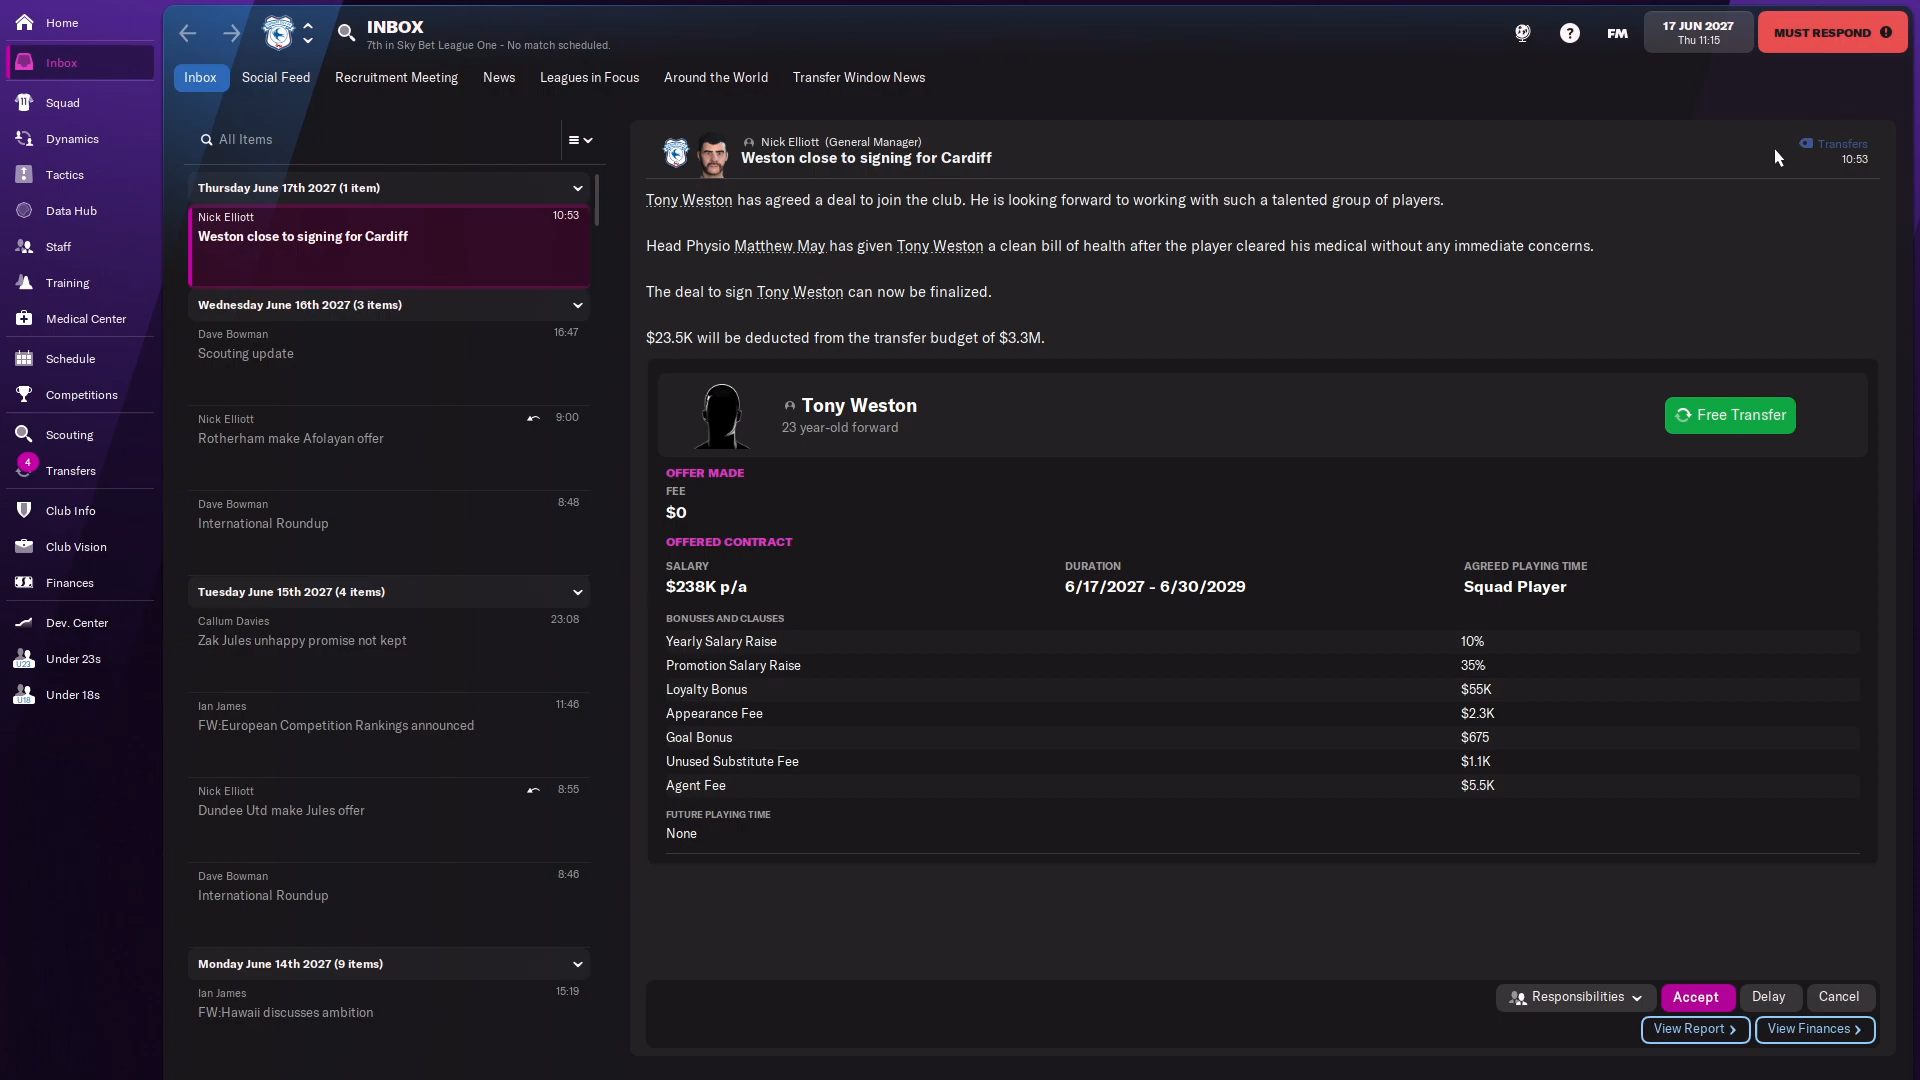 Home
Inbox
Squad
Dynamics
Tactics
Data Hub
Staff
Training
Medical Center
Schedule
Competitions
Scouting
4
Transfers
Club Info
Club Vision
Finances
Dev. Center
U23
Under 23s
U18
Under 18s
INBOX
7th in Sky Bet League One - No match scheduled.
?
FM
17 JUN 2027
Thu 11:15
MUST RESPOND
Inbox
Social Feed
Recruitment Meeting
News
Leagues in Focus
Around the World
Transfer Window News
All Items
Thursday June 17th 2027 (1 item)
Nick Elliott
10:53
Weston close to signing for Cardiff
Wednesday June 16th 2027 (3 items)
Dave Bowman
16:47
Scouting update
Nick Elliott
9:00
Rotherham make Afolayan offer
Dave Bowman
8:48
International Roundup
Tuesday June 15th 2027 (4 items)
Callum Davies
23:08
Zak Jules unhappy promise not kept
Ian James
11:46
FW:European Competition Rankings announced
Nick Elliott
8:55
Dundee Utd make Jules offer
Dave Bowman
8:46
International Roundup
Monday June 14th 2027 (9 items)
Ian James
15:19
FW:Hawaii discusses ambition
Nick Elliott (General Manager)
Weston close to signing for Cardiff
Transfers
10:53
Tony Weston has agreed a deal to join the club. He is looking forward to working with such a talented group of players.
Head Physio Matthew May has given Tony Weston a clean bill of health after the player cleared his medical without any immediate concerns.
The deal to sign Tony Weston can now be finalized.
$23.5K will be deducted from the transfer budget of $3.3M.
Tony Weston
23 year-old forward
Free Transfer
OFFER MADE
FEE
$0
OFFERED CONTRACT
SALARY
$238K p/a
DURATION
6/17/2027 - 6/30/2029
AGREED PLAYING TIME
Squad Player
BONUSES AND CLAUSES
Yearly Salary Raise 10%
Promotion Salary Raise 35%
Loyalty Bonus $55K
Appearance Fee $2.3K
Goal Bonus $675
Unused Substitute Fee $1.1K
Agent Fee $5.5K
FUTURE PLAYING TIME
None
Responsibilities
Accept
Delay
Cancel
View Report
View Finances